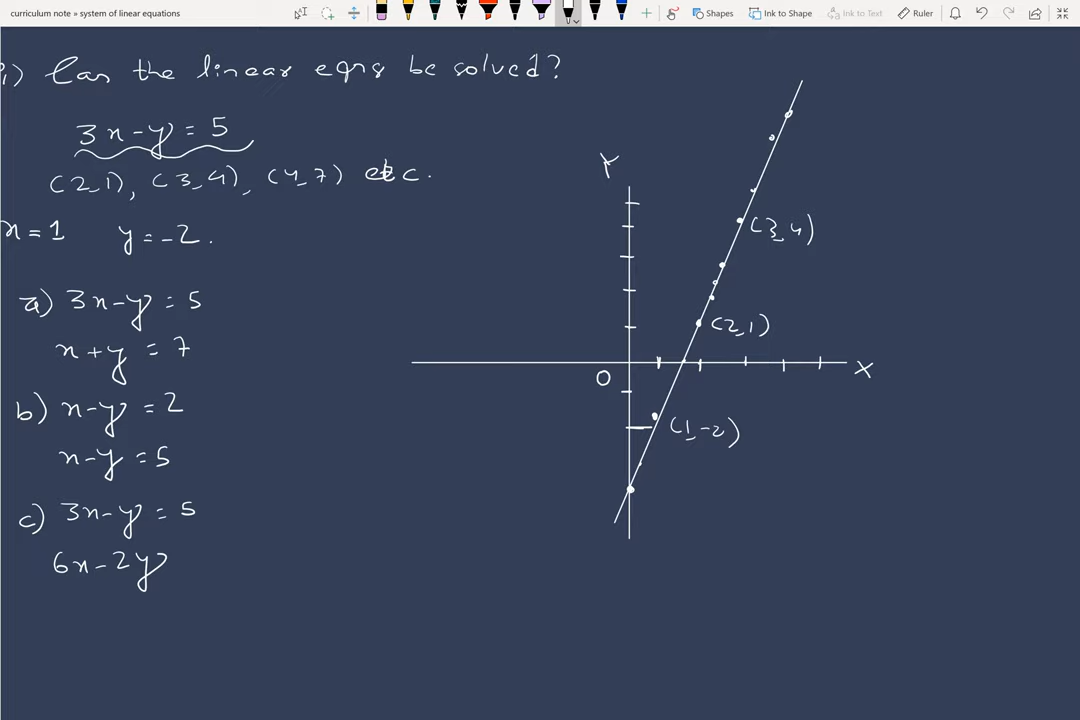 curriculum note » system of linear equations
Shapes Ink to Shape Ink to Text Ruler
1) Can the linear eqns be solved?
3x-y = 5
(2,1), (3,4), (4,7) etc.
x = 1 y = -2.
a) 3x-y = 5
x+y = 7
b) x-y = 2
x-y = 5
c) 3x-y = 5
6x-2y
Y
(3,4)
(2,1)
O
X
(1,-2)